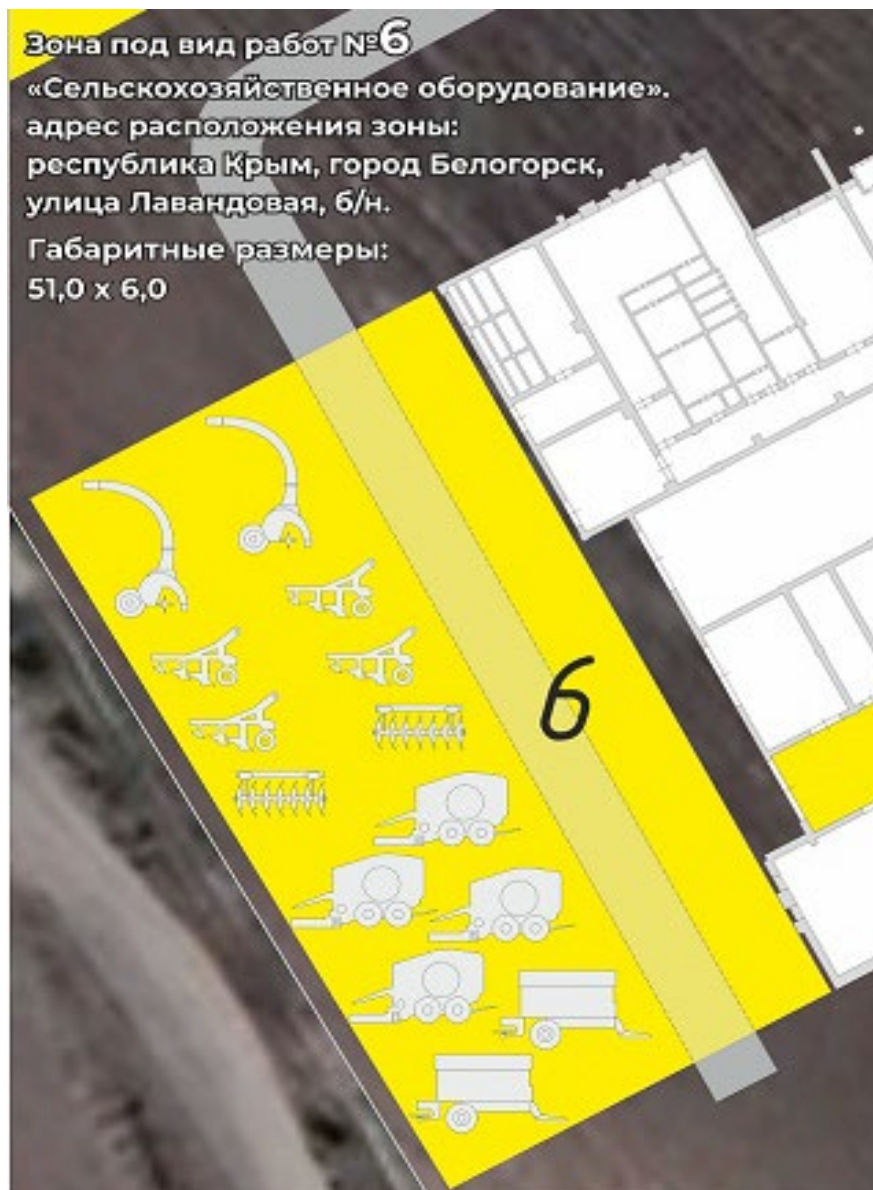 Зона под вид работ №6
«Сельскохозяйственное оборудование».
адрес расположения зоны:
республика Крым, город Белогорск,
улица Лавандовая, б/н.
Габаритные размеры:
51,0 x 6,0
6